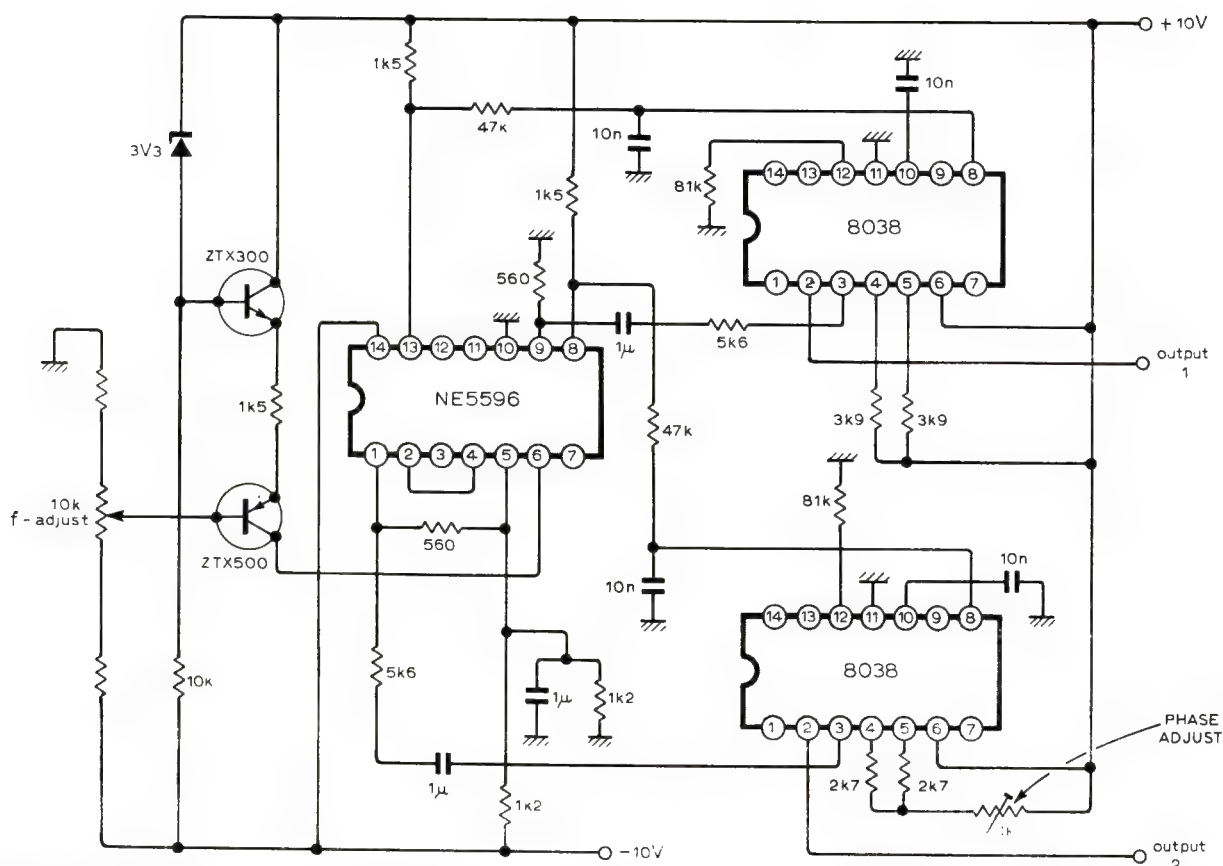 +10V
1k5
10n
47k
10n
3V3
1k5
81k
14 13 12 11 10 9 8
8038
1 2 3 4 5 6 7
ZTX300
560
1μ
5k6
output
1
14 13 12 11 10 9 8
NE5596
1 2 3 4 5 6 7
1k5
47k
3k9
3k9
10k
f-adjust
560
ZTX500
81k
10n
10n
14 13 12 11 10 9 8
8038
1 2 3 4 5 6 7
5k6
1μ
1k2
10k
PHASE
ADJUST
1μ
2k7
2k7
1k2
-10V
output